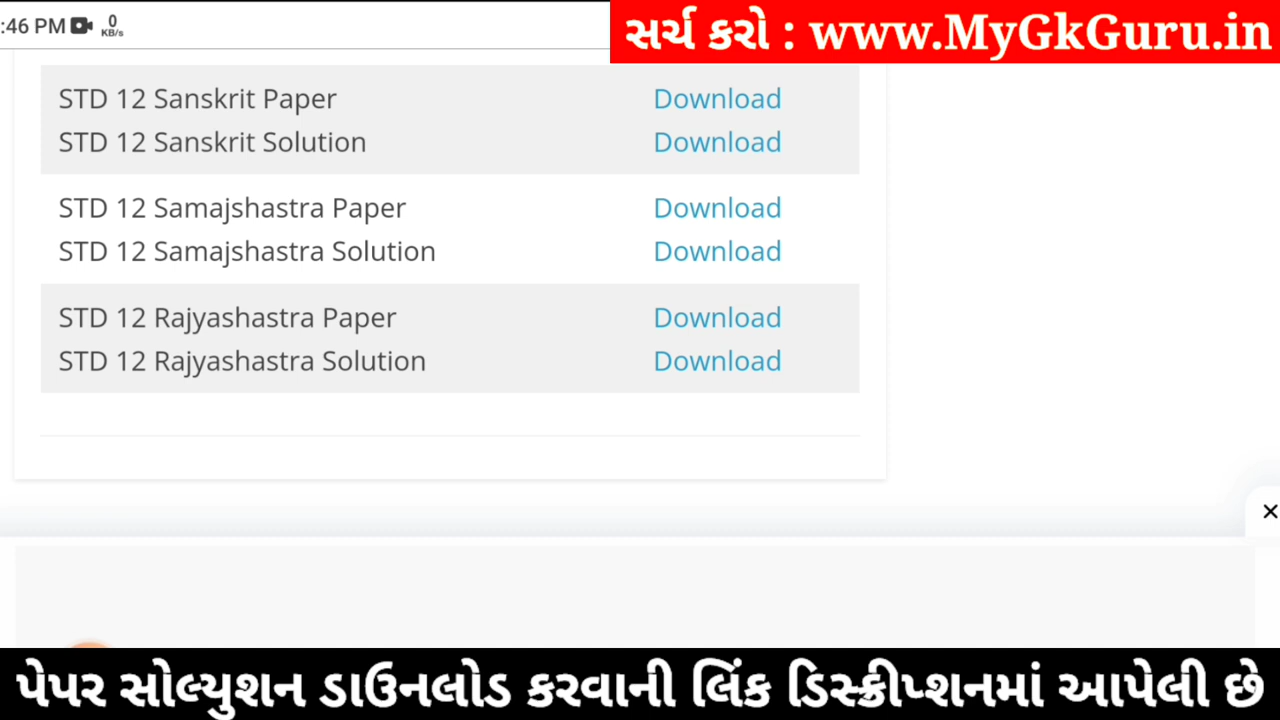 :46 PM 0 KB/s
સર્ચ કરો : www.MyGkGuru.in
STD 12 Sanskrit Paper Download
STD 12 Sanskrit Solution Download
STD 12 Samajshastra Paper Download
STD 12 Samajshastra Solution Download
STD 12 Rajyashastra Paper Download
STD 12 Rajyashastra Solution Download
પેપર સોલ્યુશન ડાઉનલોડ કરવાની લિંક ડિસ્ક્રીપ્શનમાં આપેલી છે